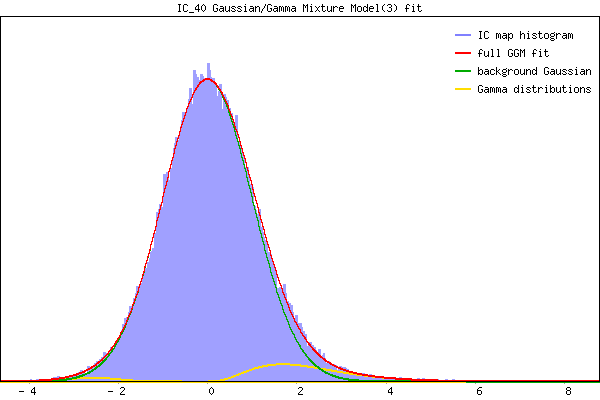 IC_40 Gaussian/Gamma Mixture Model(3) fit
IC map histogram
full GGM fit
background Gaussian
Gamma distributions
-4 -2 0 2 4 6 8